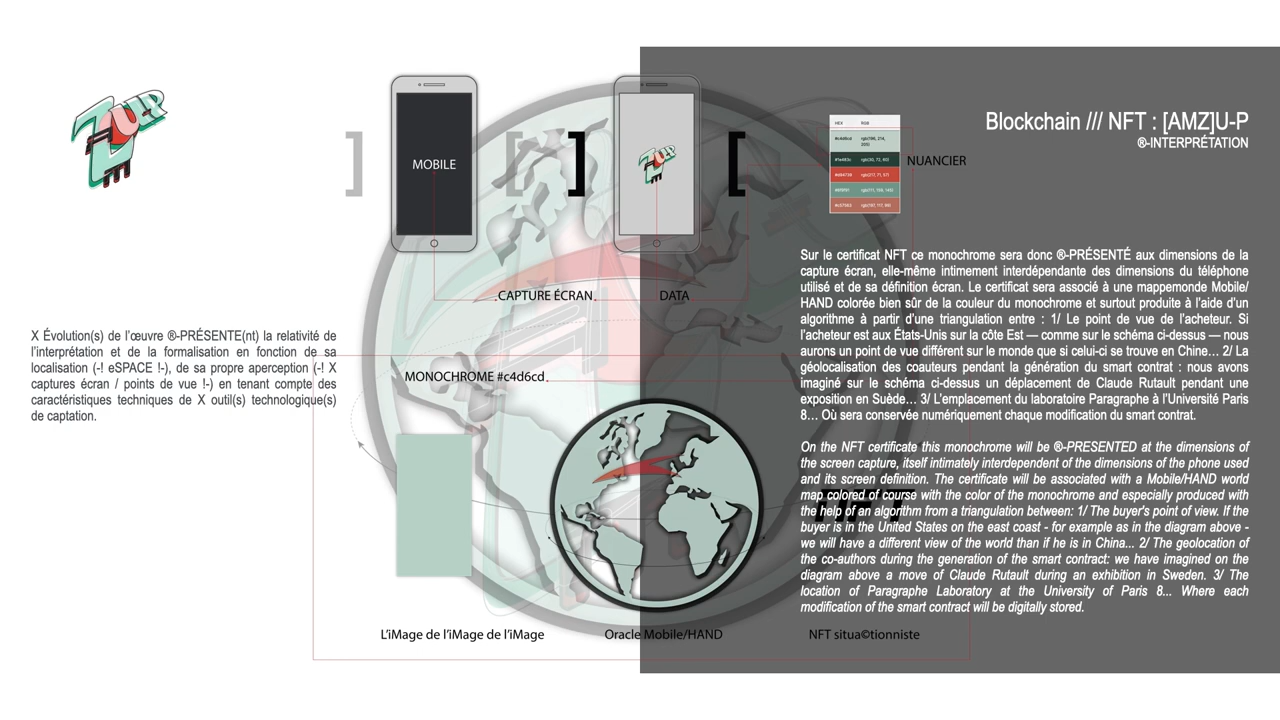 Blockchain /// NFT : [AMZ]U-P
®-INTERPRÉTATION
MOBILE
]
[
]
[
HEX RGB
#c4d6cd rgb(196, 214, 203)
#1e483c rgb(30, 72, 60)
#d94739 rgb(217, 71, 57)
NUANCIER
CAPTURE ÉCRAN
DATA
MONOCHROME #c4d6cd
X Évolution(s) de l'œuvre ®-PRÉSENTE(nt) la relativité de
l'interprétation et de la formalisation en fonction de sa
localisation (-! eSPACE !-), de sa propre aperception (-! X
captures écran / points de vue !-) en tenant compte des
caractéristiques techniques de X outil(s) technologique(s)
de captation.
Sur le certificat NFT ce monochrome sera donc ®-PRÉSENTÉ aux dimensions de la
capture écran, elle-même intimement interdépendante des dimensions du téléphone
utilisé et de sa définition écran. Le certificat sera associé à une mappemonde Mobile/
HAND colorée bien sûr de la couleur du monochrome et surtout produite à l'aide d'un
algorithme à partir d'une triangulation entre : 1/ Le point de vue de l'acheteur. Si
l'acheteur est aux États-Unis sur la côte Est — comme sur le schéma ci-dessus — nous
aurons un point de vue différent sur le monde que si celui-ci se trouve en Chine… 2/ La
géolocalisation des coauteurs pendant la génération du smart contrat : nous avons
imaginé sur le schéma ci-dessus un déplacement de Claude Rutault pendant une
exposition en Suède… 3/ L'emplacement du laboratoire Paragraphe à l'Université Paris
8… Où sera conservée numériquement chaque modification du smart contrat.
On the NFT certificate this monochrome will be ®-PRESENTED at the dimensions of
the screen capture, itself intimately interdependent of the dimensions of the phone used
and its screen definition. The certificate will be associated with a Mobile/HAND world
map colored of course with the color of the monochrome and especially produced with
the help of an algorithm from a triangulation between: 1/ The buyer's point of view. If the
buyer is in the United States on the east coast - for example as in the diagram above -
we will have a different view of the world than if he is in China... 2/ The geolocation of
the co-authors during the generation of the smart contract: we have imagined on the
diagram above a move of Claude Rutault during an exhibition in Sweden. 3/ The
location of Paragraphe Laboratory at the University of Paris 8... Where each
modification of the smart contract will be digitally stored.
NFT
L'iMage de l'iMage de l'iMage
Oracle Mobile/HAND
NFT situa©tionniste